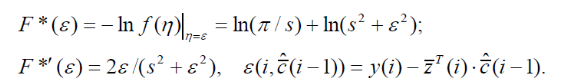 F*(ε) = − ln f(η)|η=ε = ln(π / s) + ln(s² + ε²);
F*′(ε) = 2ε /(s² + ε²),   ε(i, ĉ̃(i − 1)) = y(i) − z̄ᵀ(i) · ĉ̃(i − 1).